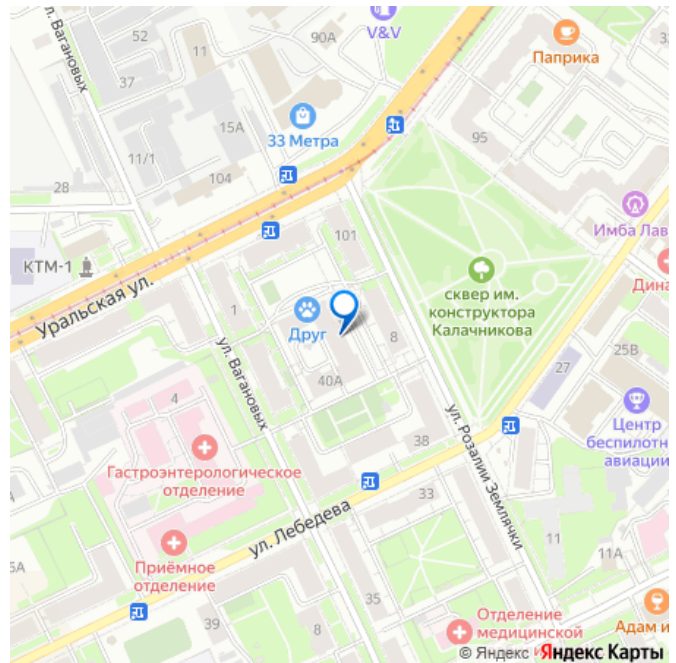 ул. Вагановых
52
11
90А
V&V
Паприка
37
15А
33 Метра
95
11/1
104
28
Имба Лав
101
КТМ-1
Дина
сквер им.
конструктора
Калачникова
Уральская ул.
1
Друг
8
25В
27
ул. Вагановых
40А
4
Центр
беспилотн
авиации
ул. Розалии Землячки
38
Гастроэнтерологическое
отделение
33
ул. Лебедева
11
11А
Приёмное
отделение
5А
35
39
8
Отделение
медицинской
Адам и
© Яндекс Яндекс Карты